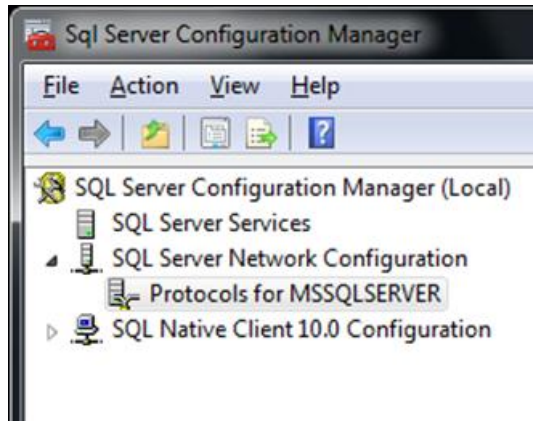 Sql Server Configuration Manager
File Action View Help
SQL Server Configuration Manager (Local)
SQL Server Services
SQL Server Network Configuration
Protocols for MSSQLSERVER
SQL Native Client 10.0 Configuration